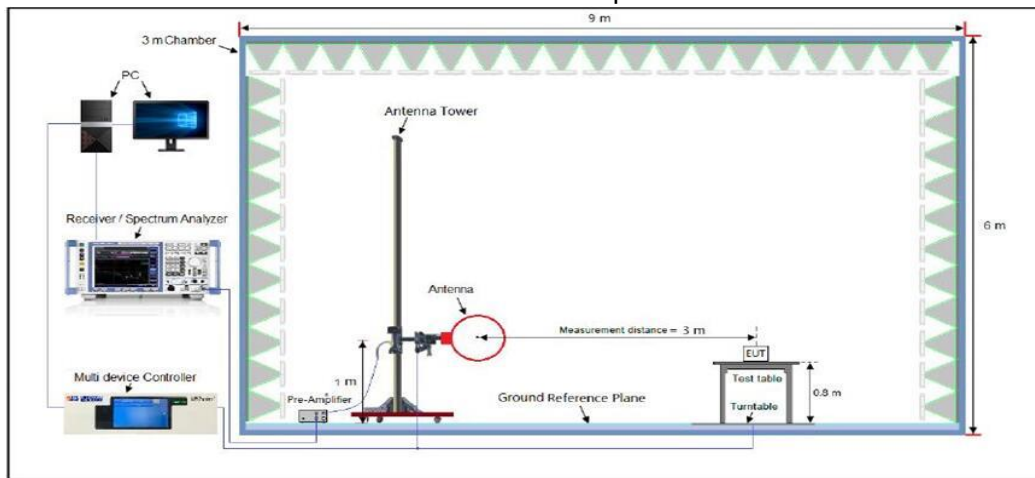 9 m
3 m Chamber
PC
Antenna Tower
Receiver / Spectrum Analyzer
6 m
Antenna
Measurement distance = 3 m
EUT
Multi device Controller
1 m
Test table
0.8 m
Pre-Amplifier
Ground Reference Plane
Turntable